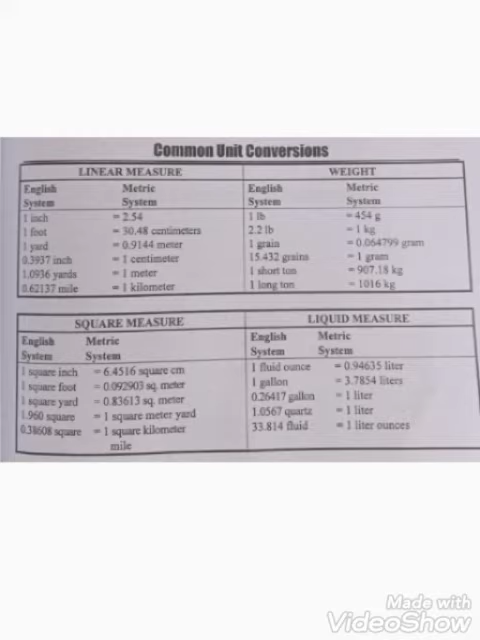 Common Unit Conversions
LINEAR MEASURE
English Metric
System System
1 inch = 2.54
1 foot = 30.48 centimeters
1 yard = 0.9144 meter
0.3937 inch = 1 centimeter
1.0936 yards = 1 meter
0.62137 mile = 1 kilometer
WEIGHT
English Metric
System System
1 lb = 454 g
2.2 lb = 1 kg
1 grain = 0.064799 gram
15.432 grains = 1 gram
1 short ton = 907.18 kg
1 long ton = 1016 kg
SQUARE MEASURE
English Metric
System System
1 square inch = 6.4516 square cm
1 square foot = 0.092903 sq. meter
1 square yard = 0.83613 sq. meter
1.960 square = 1 square meter yard
0.38608 square = 1 square kilometer
mile
LIQUID MEASURE
English Metric
System System
1 fluid ounce = 0.94635 liter
1 gallon = 3.7854 liters
0.26417 gallon = 1 liter
1.0567 quartz = 1 liter
33.814 fluid = 1 liter ounces
Made with
VideoShow